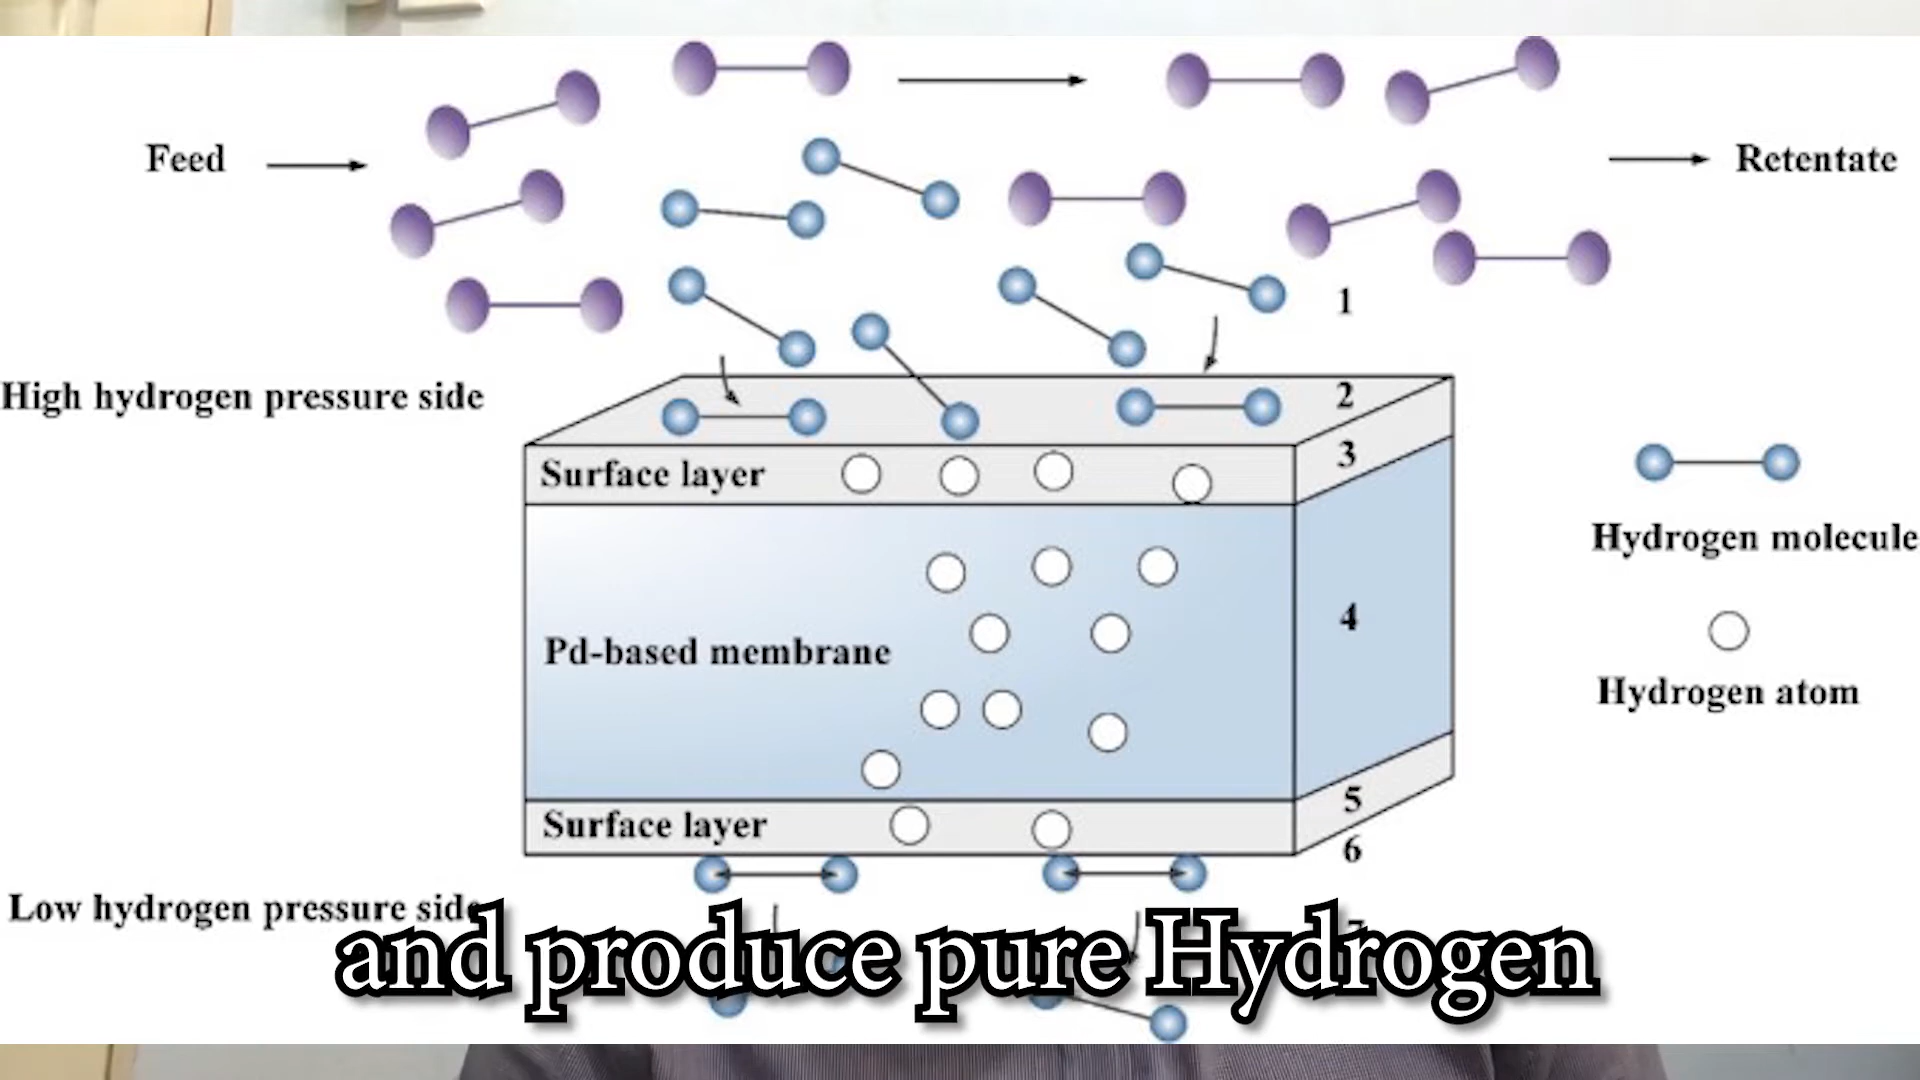 Feed
Retentate
1
High hydrogen pressure side
2
3
Surface layer
Hydrogen molecule
4
Pd-based membrane
Hydrogen atom
5
Surface layer
6
Low hydrogen pressure side
7
and produce pure Hydrogen